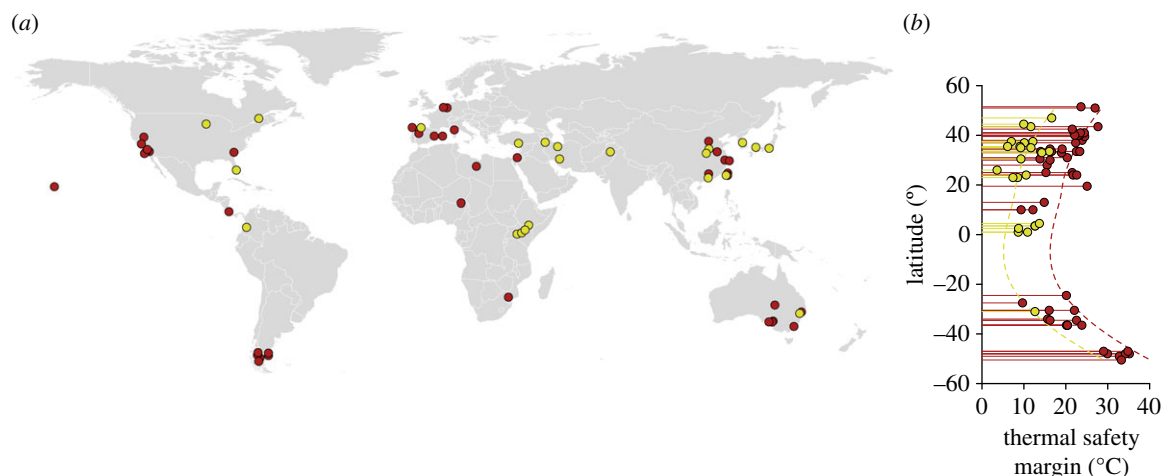 (a)
(b)
60
40
20
0
–20
–40
–60
latitude (°)
0 10 20 30 40
thermal safety
margin (°C)